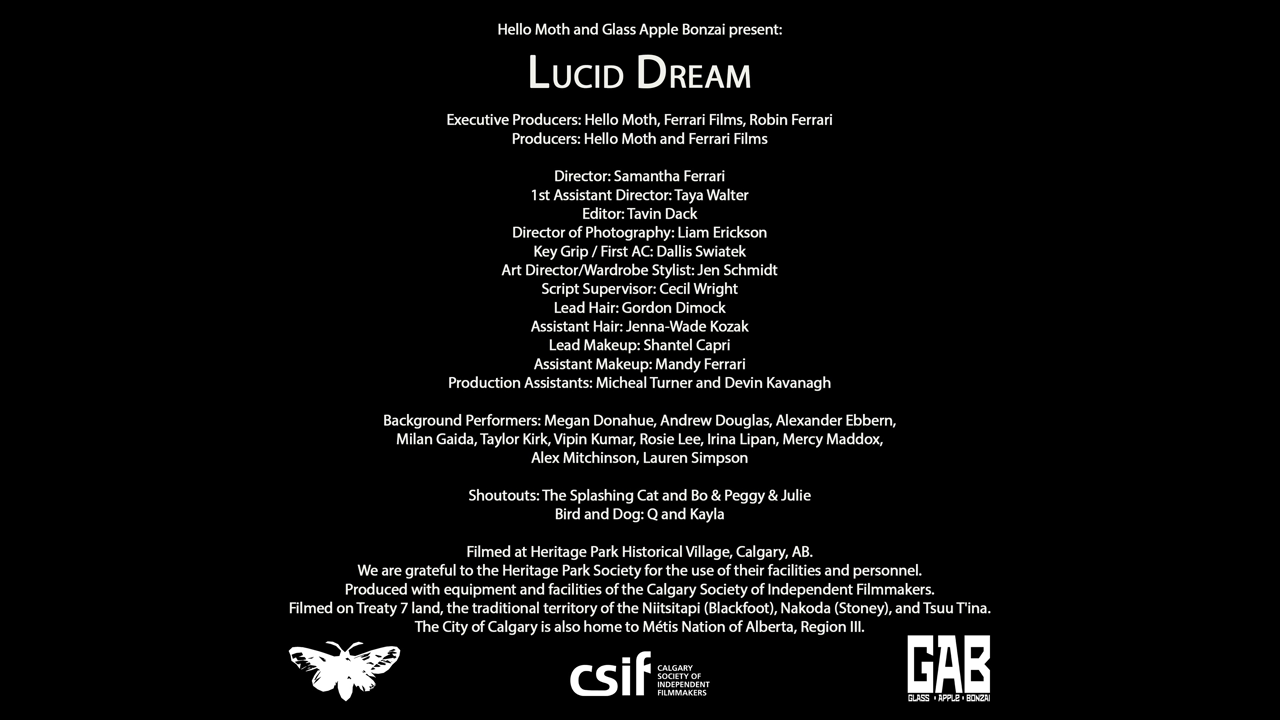 Hello Moth and Glass Apple Bonzai present:
LUCID DREAM
Executive Producers: Hello Moth, Ferrari Films, Robin Ferrari
Producers: Hello Moth and Ferrari Films
Director: Samantha Ferrari
1st Assistant Director: Taya Walter
Editor: Tavin Dack
Director of Photography: Liam Erickson
Key Grip / First AC: Dallis Swiatek
Art Director/Wardrobe Stylist: Jen Schmidt
Script Supervisor: Cecil Wright
Lead Hair: Gordon Dimock
Assistant Hair: Jenna-Wade Kozak
Lead Makeup: Shantel Capri
Assistant Makeup: Mandy Ferrari
Production Assistants: Micheal Turner and Devin Kavanagh
Background Performers: Megan Donahue, Andrew Douglas, Alexander Ebbern,
Milan Gaida, Taylor Kirk, Vipin Kumar, Rosie Lee, Irina Lipan, Mercy Maddox,
Alex Mitchinson, Lauren Simpson
Shoutouts: The Splashing Cat and Bo & Peggy & Julie
Bird and Dog: Q and Kayla
Filmed at Heritage Park Historical Village, Calgary, AB.
We are grateful to the Heritage Park Society for the use of their facilities and personnel.
Produced with equipment and facilities of the Calgary Society of Independent Filmmakers.
Filmed on Treaty 7 land, the traditional territory of the Niitsitapi (Blackfoot), Nakoda (Stoney), and Tsuu T'ina.
The City of Calgary is also home to Métis Nation of Alberta, Region III.
csif
CALGARY
SOCIETY OF
INDEPENDENT
FILMMAKERS
GAB
GLASS • APPLE • BONZAI